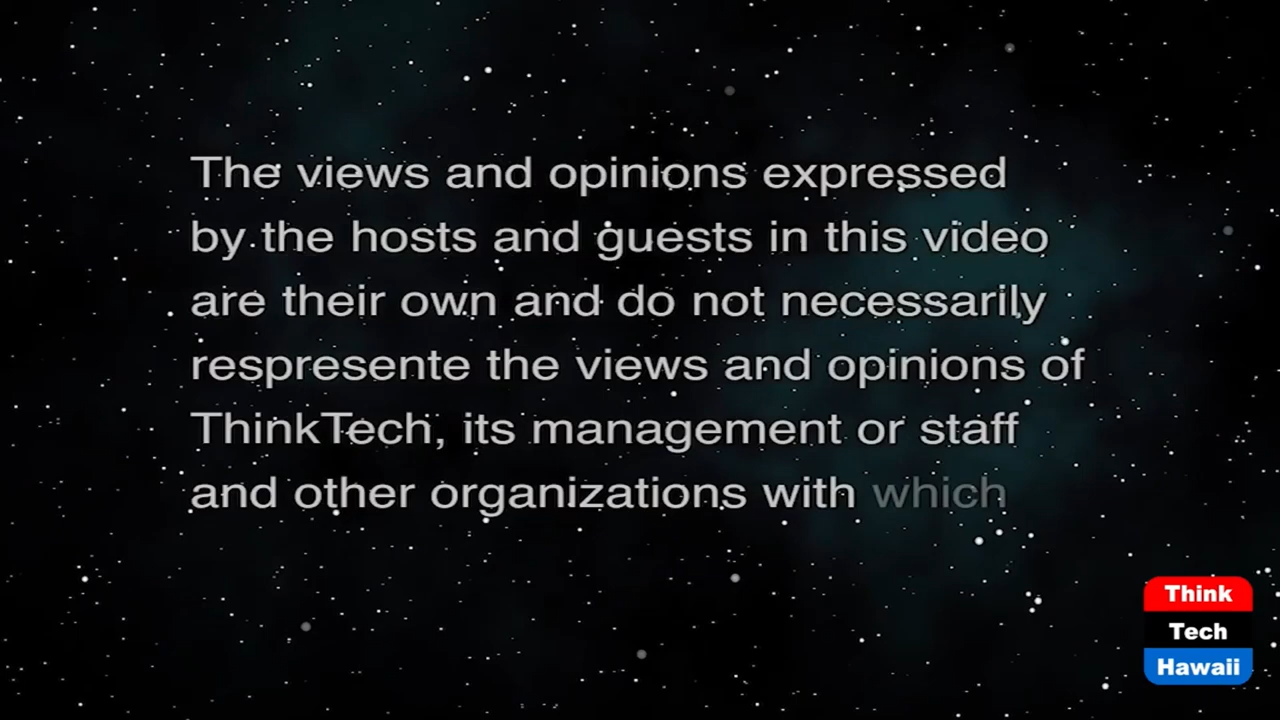 The views and opinions expressed
by the hosts and guests in this video
are their own and do not necessarily
respresente the views and opinions of
ThinkTech, its management or staff
and other organizations with which
Think
Tech
Hawaii